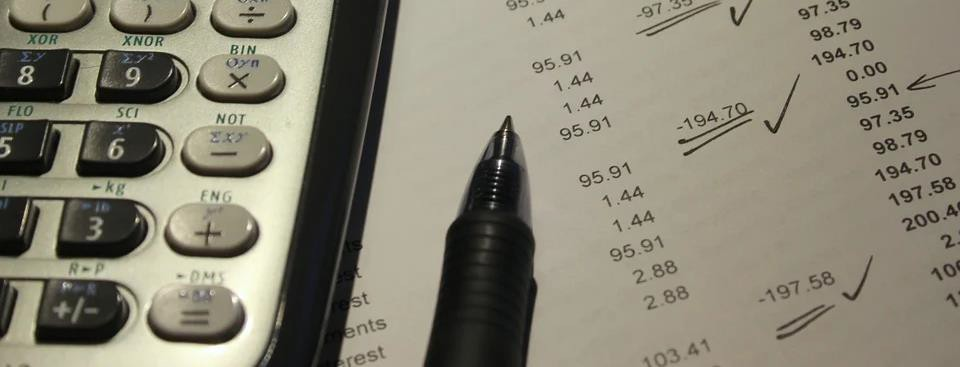 ( ) ÷
XOR XNOR BIN
8 9 ×
FLO SCI NOT
5 6 −
►kg ENG
3 +
R►P ►DMS
+/− =
1.44
95.91
1.44
1.44
95.91
95.91
1.44
1.44
95.91
2.88
2.88
103.41
-97.35
-194.70
-197.58
97.35
98.79
194.70
0.00
95.91
97.35
98.79
194.70
197.58
ments
erest